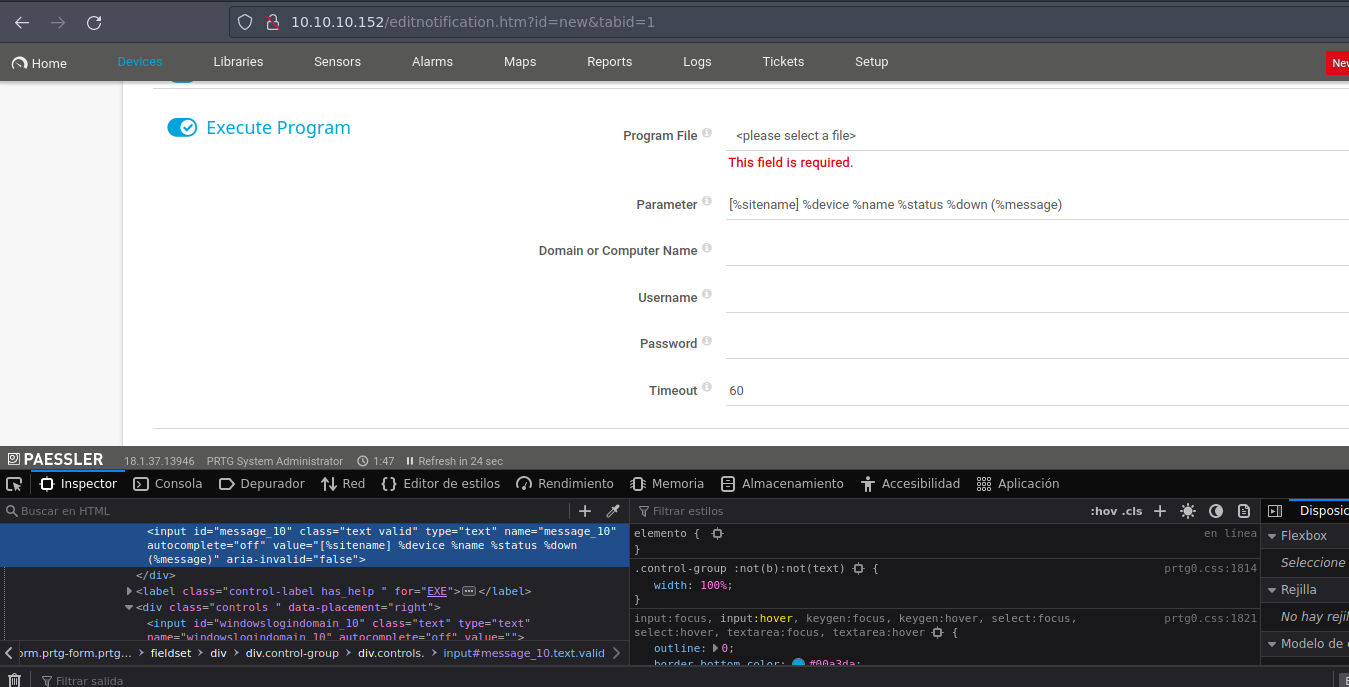 10.10.10.152/editnotification.htm?id=new&tabid=1
Home Devices Libraries Sensors Alarms Maps Reports Logs Tickets Setup New
Execute Program
Program File <please select a file>
This field is required.
Parameter [%sitename] %device %name %status %down (%message)
Domain or Computer Name
Username
Password
Timeout 60
PAESSLER 18.1.37.13946 PRTG System Administrator 1:47 Refresh in 24 sec
Inspector Consola Depurador Red Editor de estilos Rendimiento Memoria Almacenamiento Accesibilidad Aplicación
Buscar en HTML
<input id="message_10" class="text valid" type="text" name="message_10"
autocomplete="off" value="[%sitename] %device %name %status %down
(%message)" aria-invalid="false">
</div>
<label class="control-label has_help " for="EXE"></label>
<div class="controls " data-placement="right">
<input id="windowslogindomain_10" class="text" type="text"
name="windowslogindomain_10" autocomplete="off" value="">
orm.prtg-form.prtg… > fieldset > div > div.control-group > div.controls. > input#message_10.text.valid
Filtrar estilos :hov .cls
elemento { en línea
}
.control-group :not(b):not(text) { prtg0.css:1814
width: 100%;
}
input:focus, input:hover, keygen:focus, keygen:hover, select:focus, prtg0.css:1821
select:hover, textarea:focus, textarea:hover {
outline: 0;
border-bottom-color: #00a3da;
Disposic
Flexbox
Seleccione
Rejilla
No hay rejil
Modelo de
Filtrar salida